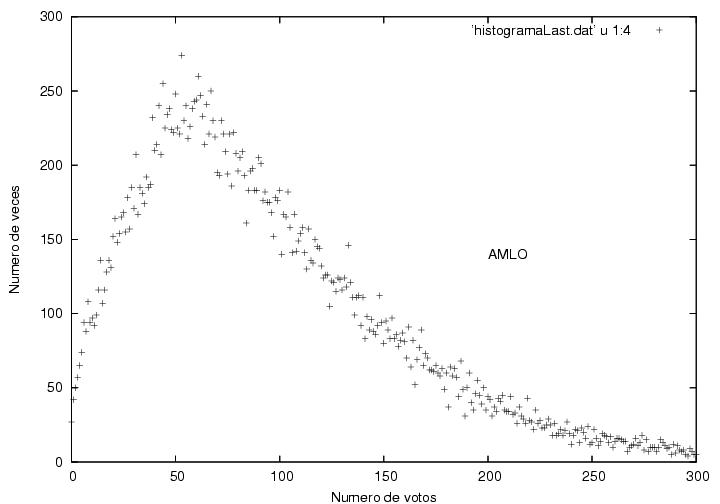 'histogramaLast.dat' u 1:4
300
250
200
150
100
50
0
Numero de veces
AMLO
0 50 100 150 200 250 300
Numero de votos